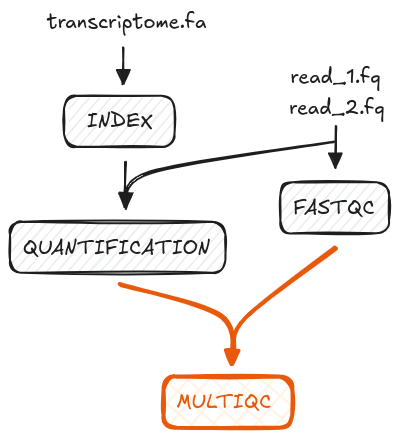 transcriptome.fa
read_1.fq
read_2.fq
INDEX
FASTQC
QUANTIFICATION
MULTIQC